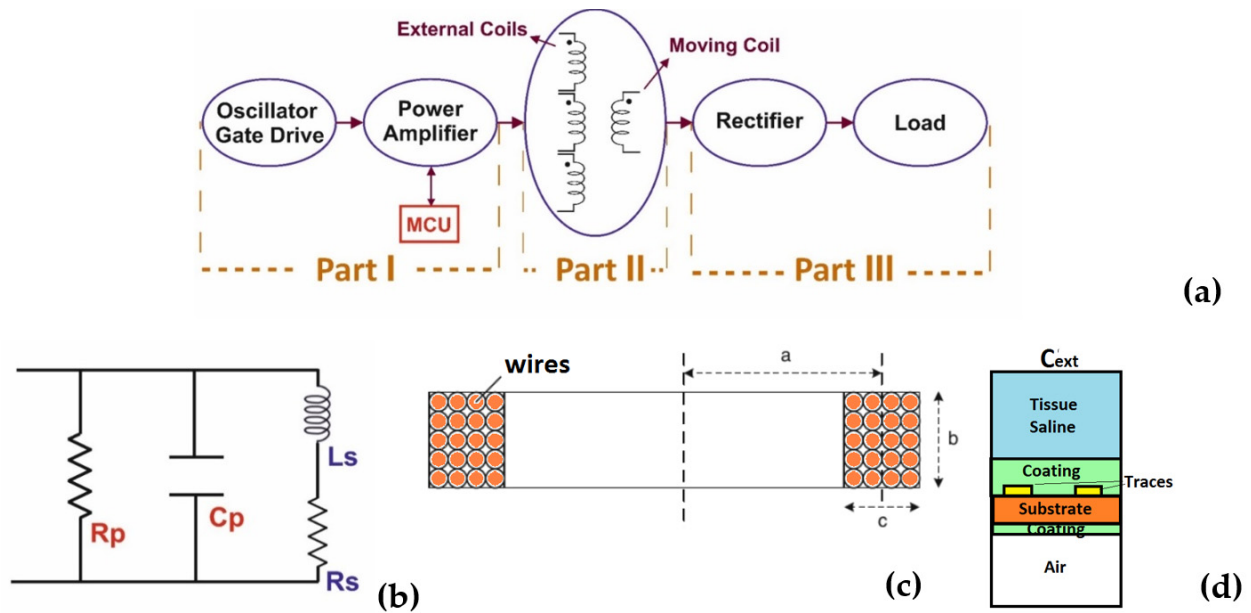 External Coils
Moving Coil
Oscillator
Gate Drive
Power
Amplifier
Rectifier
Load
MCU
Part I
Part II
Part III
(a)
Rp
Cp
Ls
Rs
(b)
wires
a
b
c
(c)
Cext
Tissue
Saline
Coating
Traces
Substrate
Coating
Air
(d)